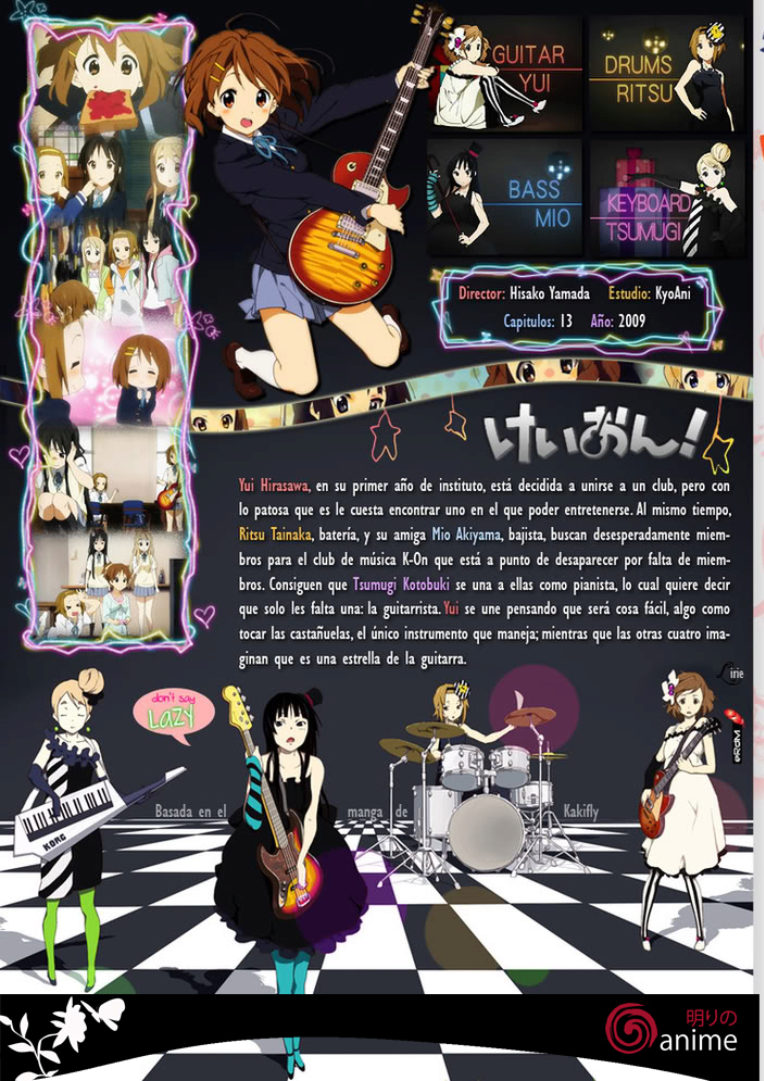 GUITAR
YUI
DRUMS
RITSU
BASS
MIO
KEYBOARD
TSUMUGI
Director: Hisako Yamada Estudio: KyoAni
Capitulos: 13 Año: 2009
けいおん!
Yui Hirasawa, en su primer año de instituto, está decidida a unirse a un club, pero con
lo patosa que es le cuesta encontrar uno en el que poder entretenerse. Al mismo tiempo,
Ritsu Tainaka, batería, y su amiga Mio Akiyama, bajista, buscan desesperadamente miem-
bros para el club de música K-On que está a punto de desaparecer por falta de miem-
bros. Consiguen que Tsumugi Kotobuki se una a ellas como pianista, lo cual quiere decir
que solo les falta una: la guitarrista. Yui se une pensando que será cosa fácil, algo como
tocar las castañuelas, el único instrumento que maneja; mientras que las otras cuatro ima-
ginan que es una estrella de la guitarra.
don't say
LAZY
KORG
Basada en el manga de Kakifly
明りの
anime